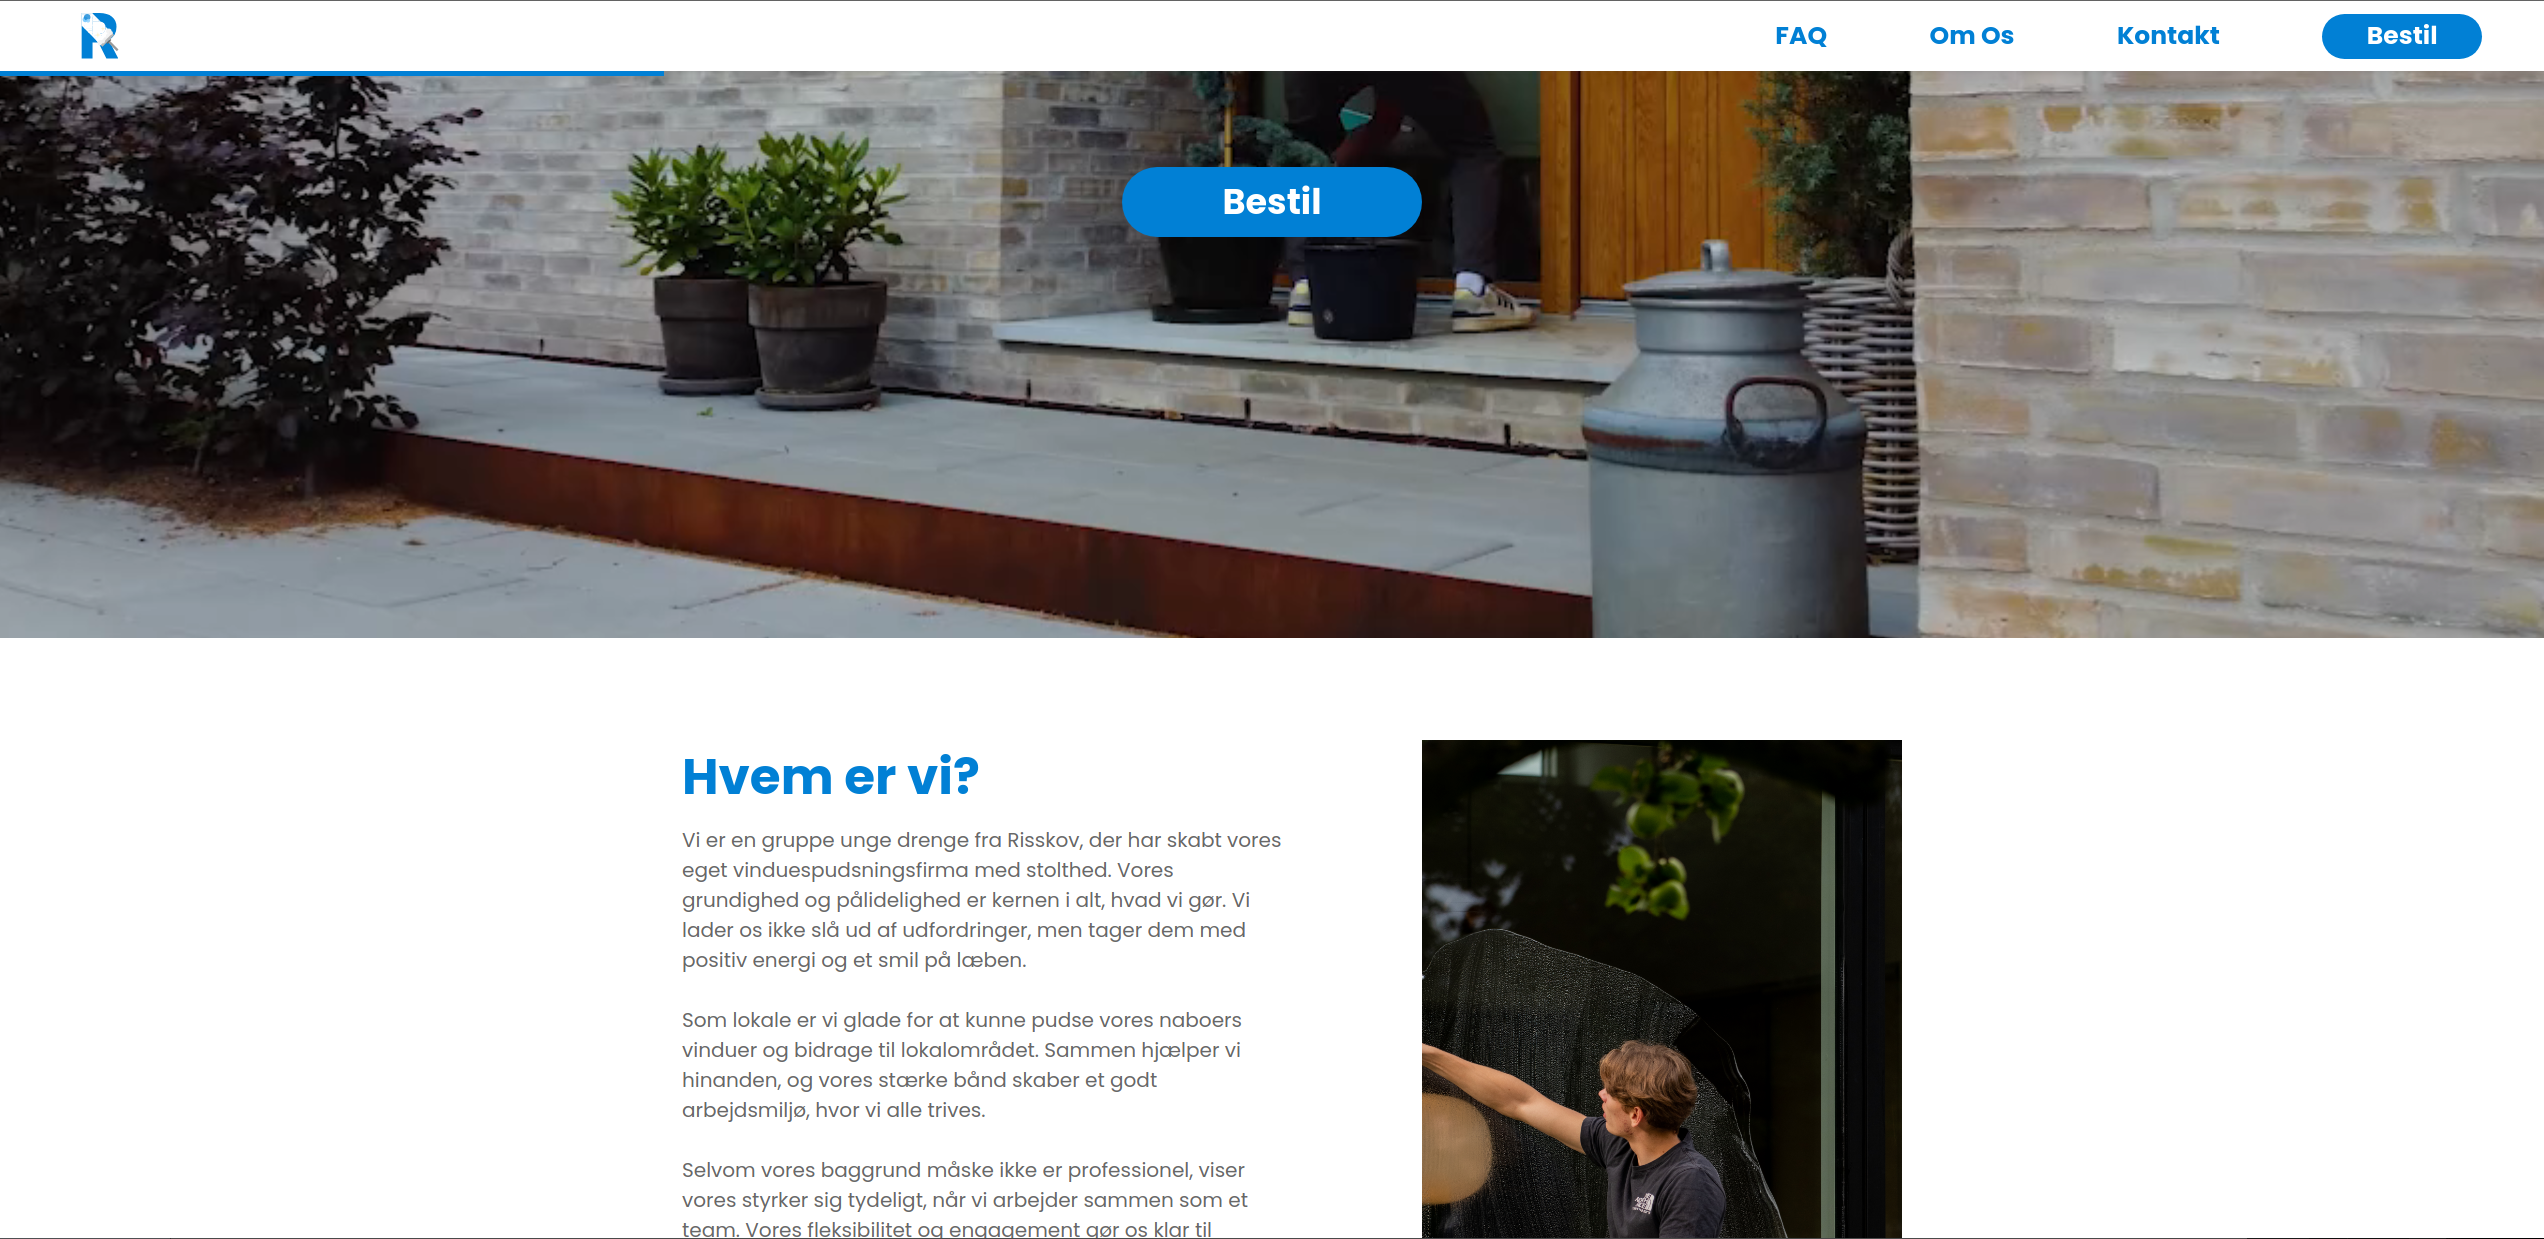 R
FAQ
Om Os
Kontakt
Bestil
Bestil
Hvem er vi?
Vi er en gruppe unge drenge fra Risskov, der har skabt vores
eget vinduespudsningsfirma med stolthed. Vores
grundighed og pålidelighed er kernen i alt, hvad vi gør. Vi
lader os ikke slå ud af udfordringer, men tager dem med
positiv energi og et smil på læben.
Som lokale er vi glade for at kunne pudse vores naboers
vinduer og bidrage til lokalområdet. Sammen hjælper vi
hinanden, og vores stærke bånd skaber et godt
arbejdsmiljø, hvor vi alle trives.
Selvom vores baggrund måske ikke er professionel, viser
vores styrker sig tydeligt, når vi arbejder sammen som et
team. Vores fleksibilitet og engagement gør os klar til